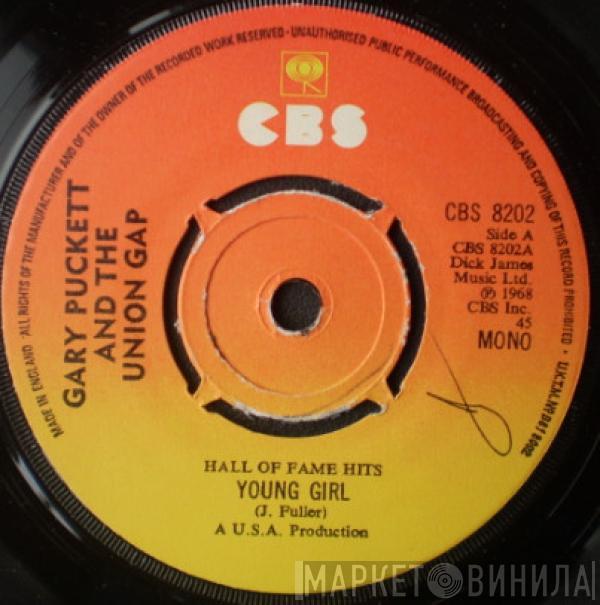 MADE IN ENGLAND · ALL RIGHTS OF THE MANUFACTURER AND OF THE OWNER OF THE RECORDED WORK RESERVED · UNAUTHORISED PUBLIC PERFORMANCE BROADCASTING AND COPYING OF THIS RECORD PROHIBITED ·
CBS
GARY PUCKETT
AND THE
UNION GAP
CBS 8202
Side A
CBS 8202A
Dick James
Music Ltd.
℗ 1968
CBS Inc.
45
MONO
HALL OF FAME HITS
YOUNG GIRL
(J. Fuller)
A U.S.A. Production
МАРКЕТ ВИНИЛА